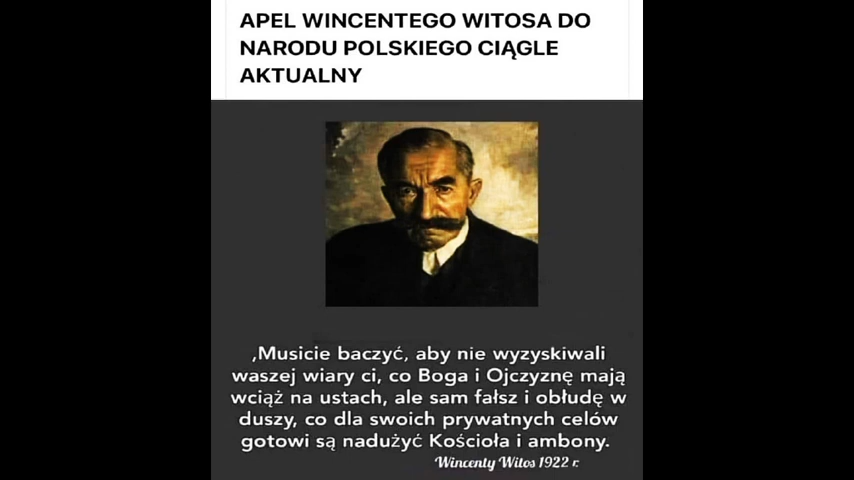 APEL WINCENTEGO WITOSA DO
NARODU POLSKIEGO CIĄGLE
AKTUALNY
‚Musicie baczyć, aby nie wyzyskiwali
waszej wiary ci, co Boga i Ojczyznę mają
wciąż na ustach, ale sam fałsz i obłudę w
duszy, co dla swoich prywatnych celów
gotowi są nadużyć Kościoła i ambony.
Wincenty Witos 1922 r.